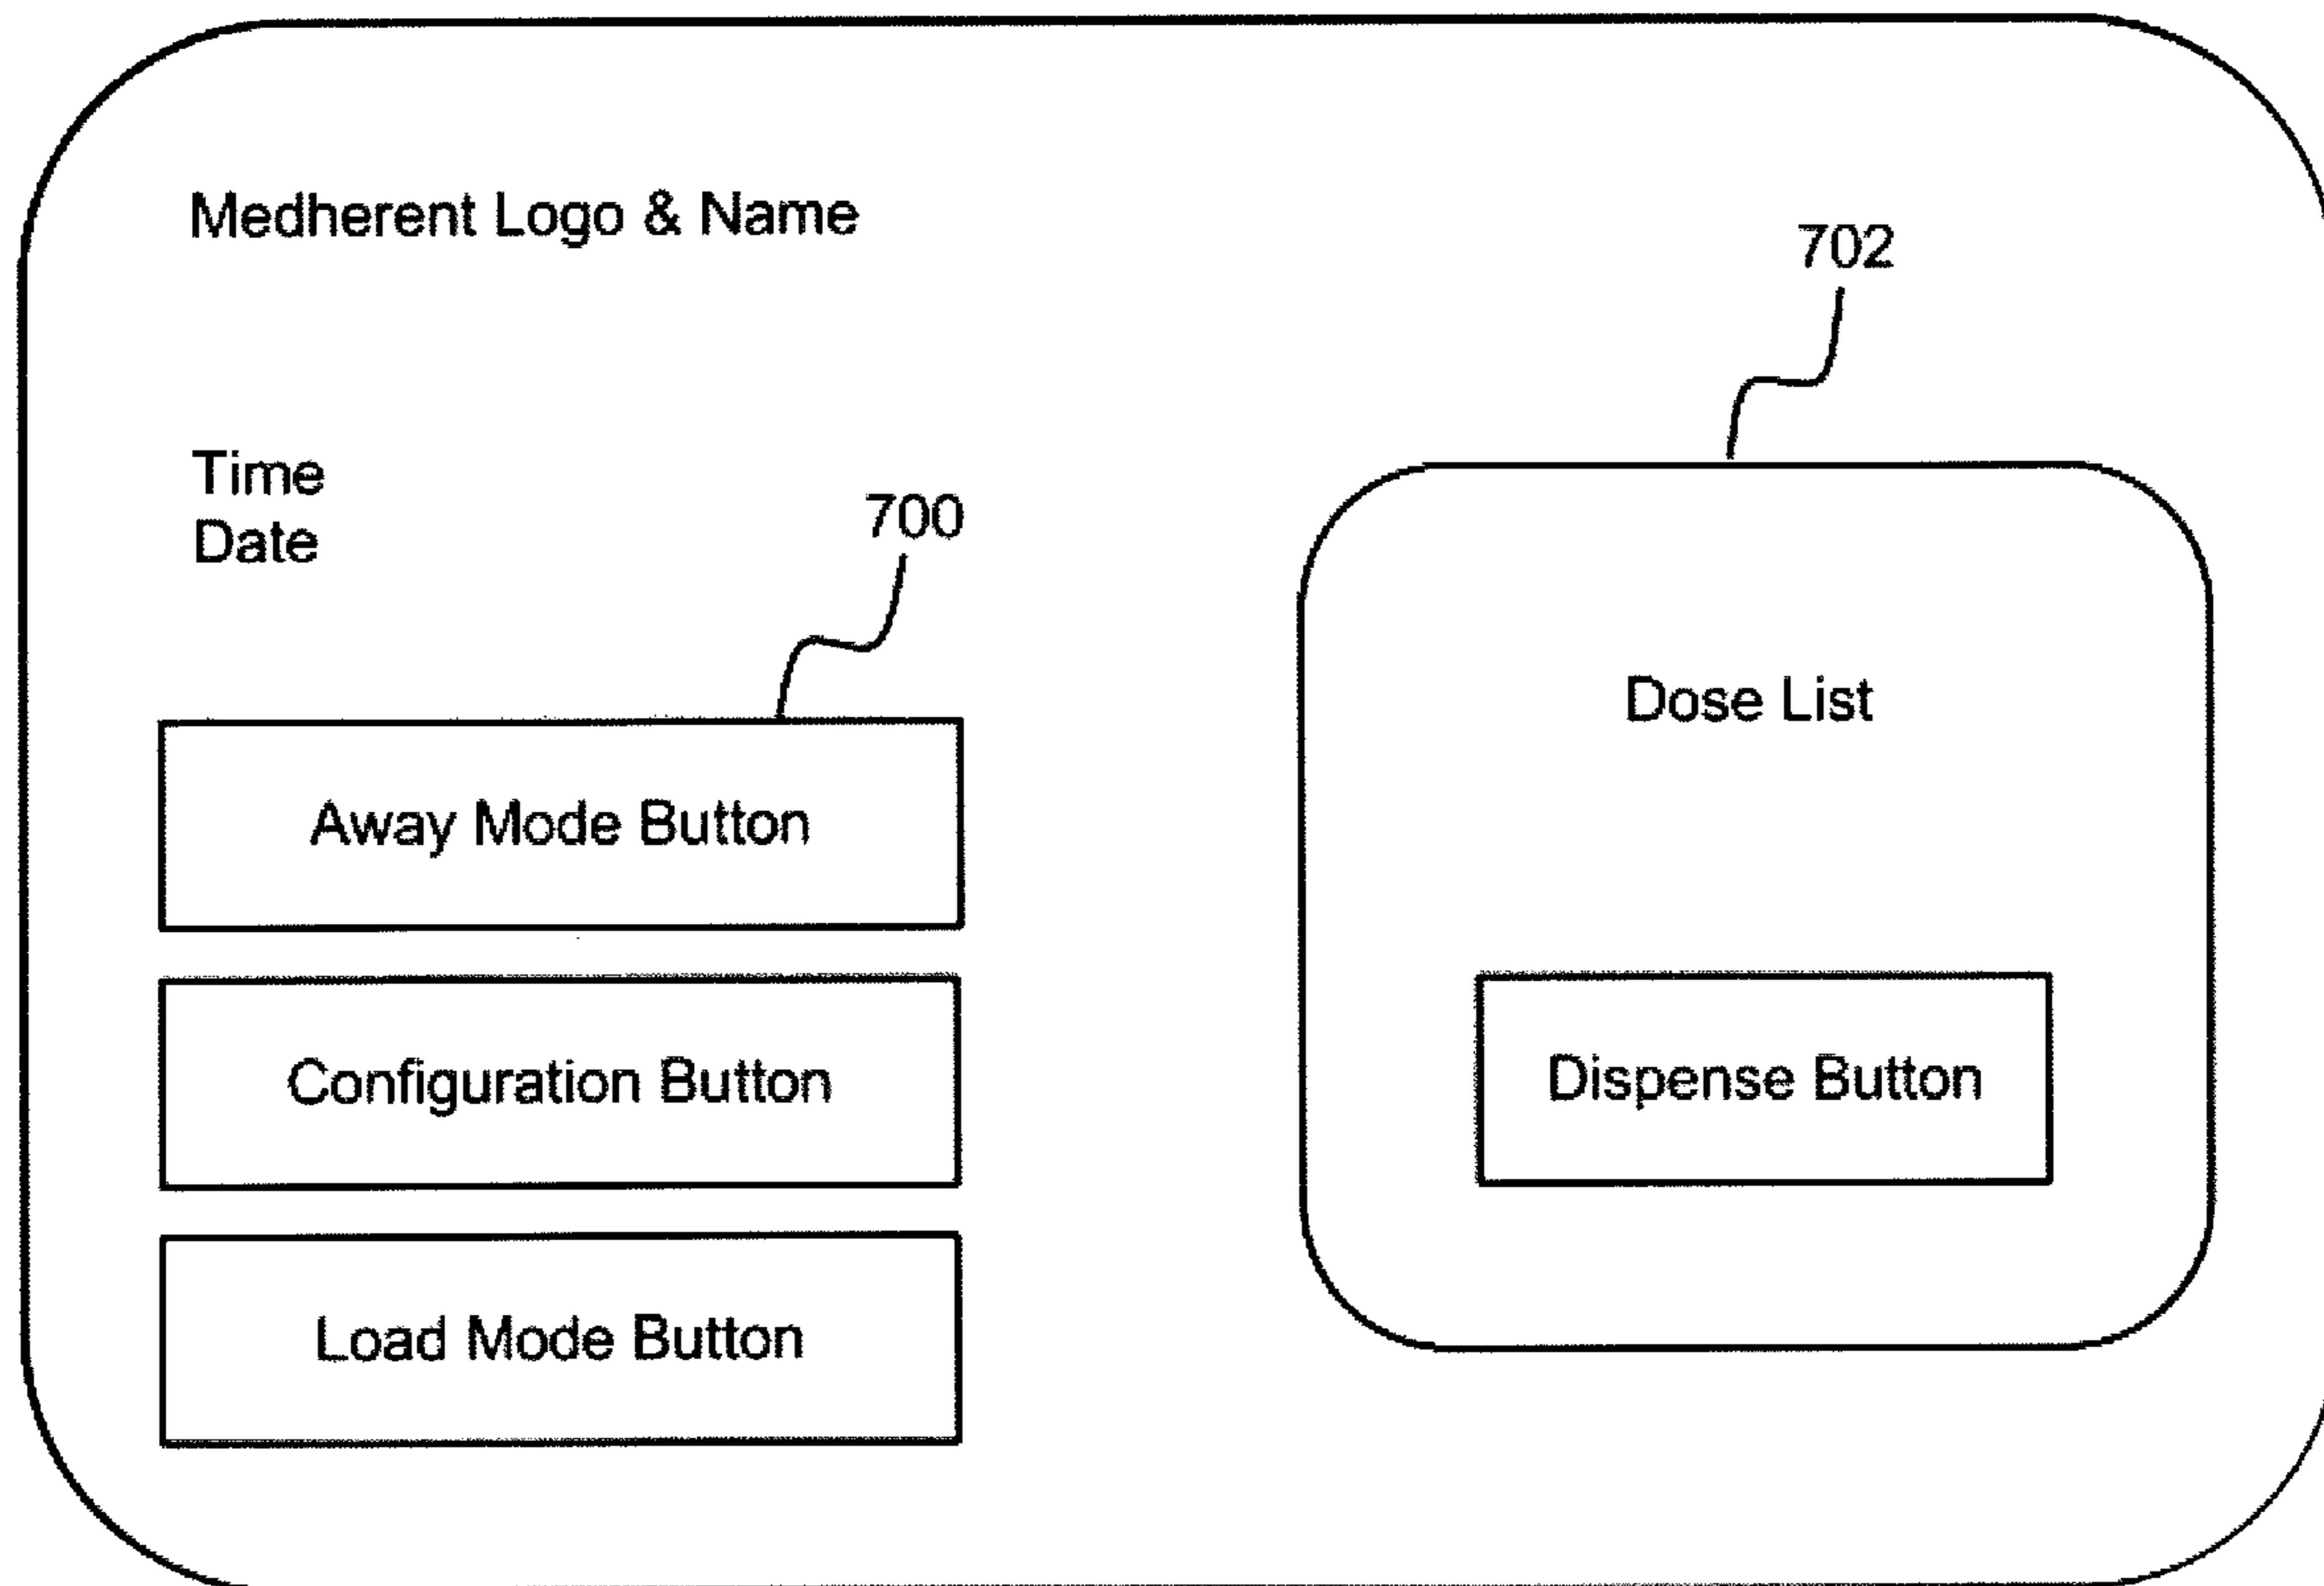 Medherent Logo & Name
702
Time
Date
700
Dose List
Away Mode Button
Configuration Button
Dispense Button
Load Mode Button